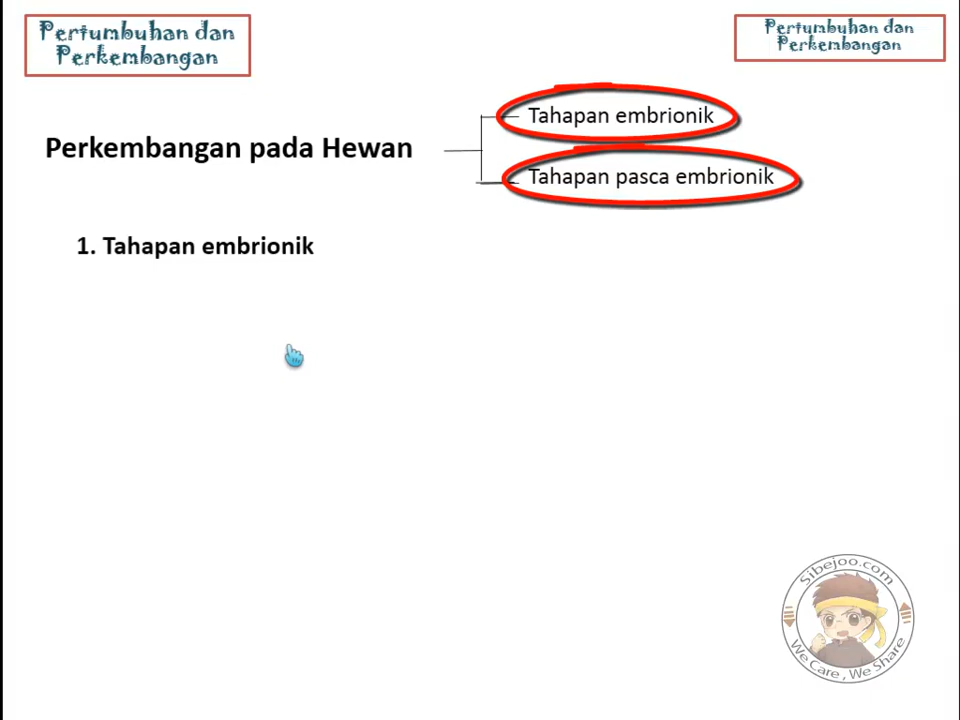 Pertumbuhan dan
Perkembangan
Pertumbuhan dan
Perkembangan
Tahapan embrionik
Perkembangan pada Hewan
Tahapan pasca embrionik
1. Tahapan embrionik
Sibejoo.com
We Care , We Share